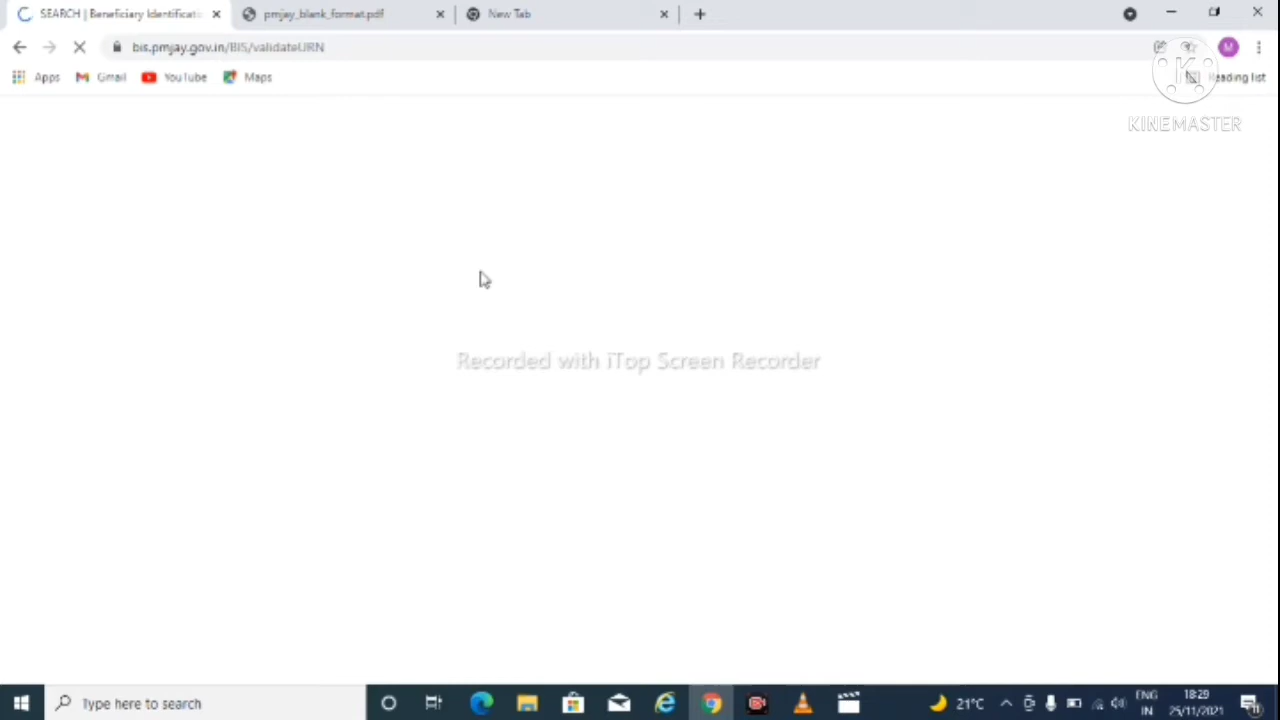 SEARCH | Beneficiary Identificat
pmjay_blank_format.pdf
New Tab
bis.pmjay.gov.in/BIS/validateURN
M
Apps
Gmail
YouTube
Maps
Reading list
K
KINEMASTER
Recorded with iTop Screen Recorder
Type here to search
21°C
ENG
IN
18:29
25/11/2021